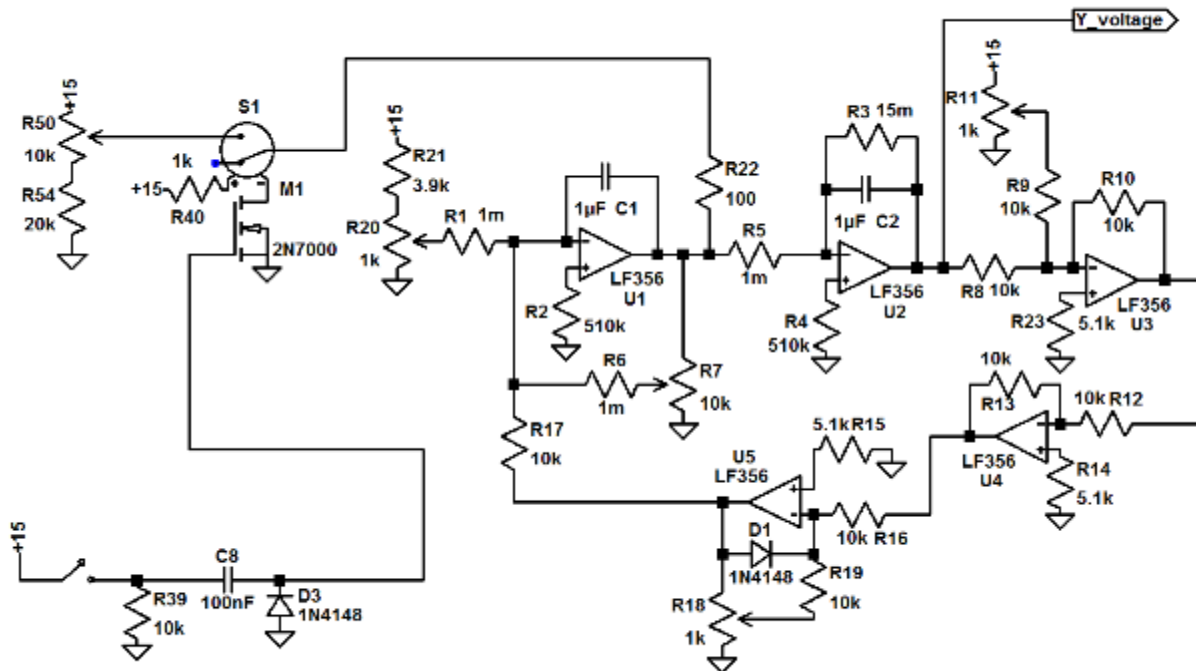 Y_voltage
+15
R50
10k
R54
20k
S1
1k
+15
R40
M1
2N7000
+15
R21
3.9k
R20
1k
R1 1m
1µF C1
LF356
U1
R2
510k
R22
100
R5
1m
R3 15m
1µF C2
LF356
U2
R4
510k
+15
R11
1k
R9
10k
R8 10k
R10
10k
LF356
U3
R23
5.1k
R6
1m
R7
10k
R17
10k
U5
LF356
5.1k R15
10k R16
10k
R13
10k R12
LF356
U4
R14
5.1k
D1
1N4148
R19
10k
R18
1k
+15
R39
10k
C8
100nF
D3
1N4148